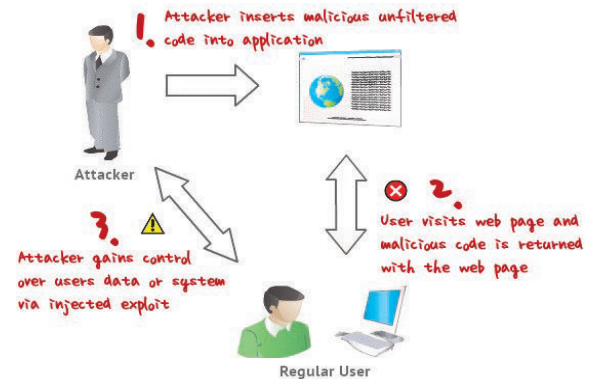 1. Attacker inserts malicious unfiltered
code into application
Attacker
2.
User visits web page and
malicious code is returned
with the web page
3.
Attacker gains control
over users data or system
via injected exploit
Regular User